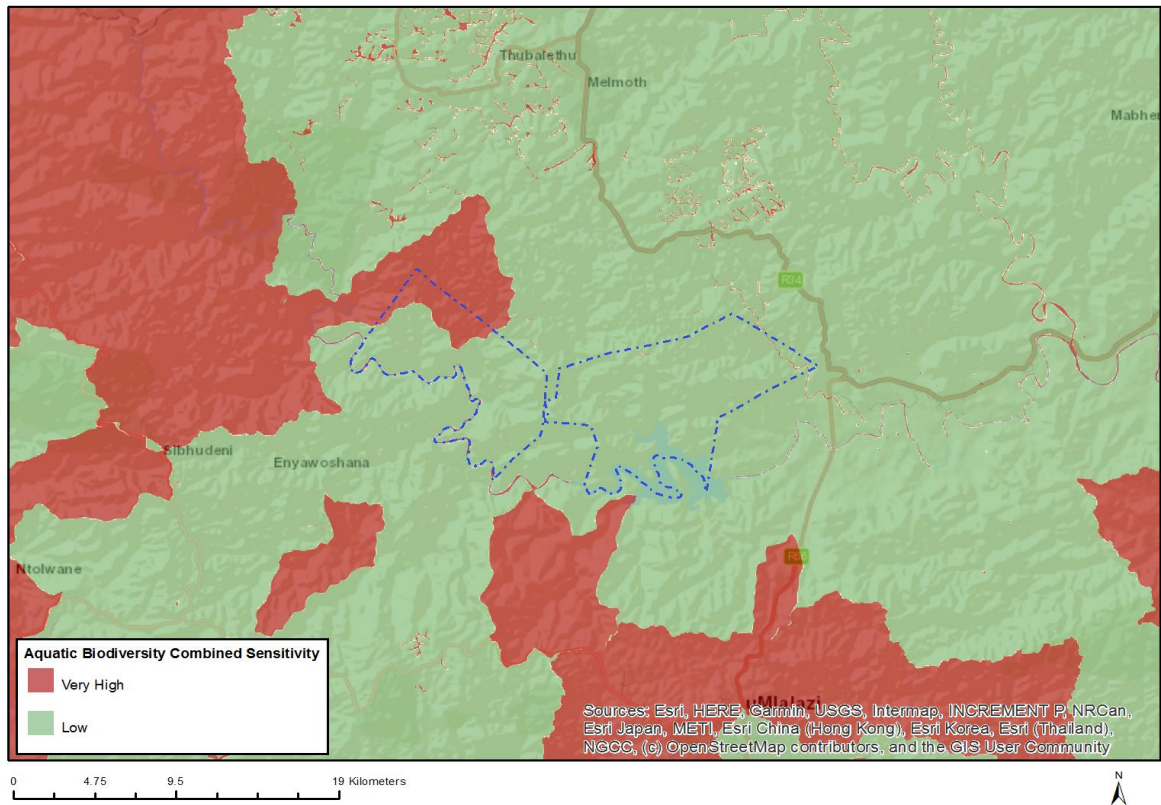 Thubalethu
Melmoth
Mabher
R34
Sibhudeni
Enyawoshana
Ntolwane
uMlalazi
Aquatic Biodiversity Combined Sensitivity
Very High
Low
Sources: Esri, HERE, Garmin, USGS, Intermap, INCREMENT P, NRCan,
Esri Japan, METI, Esri China (Hong Kong), Esri Korea, Esri (Thailand),
NGCC, (c) OpenStreetMap contributors, and the GIS User Community
0 4.75 9.5 19 Kilometers
N